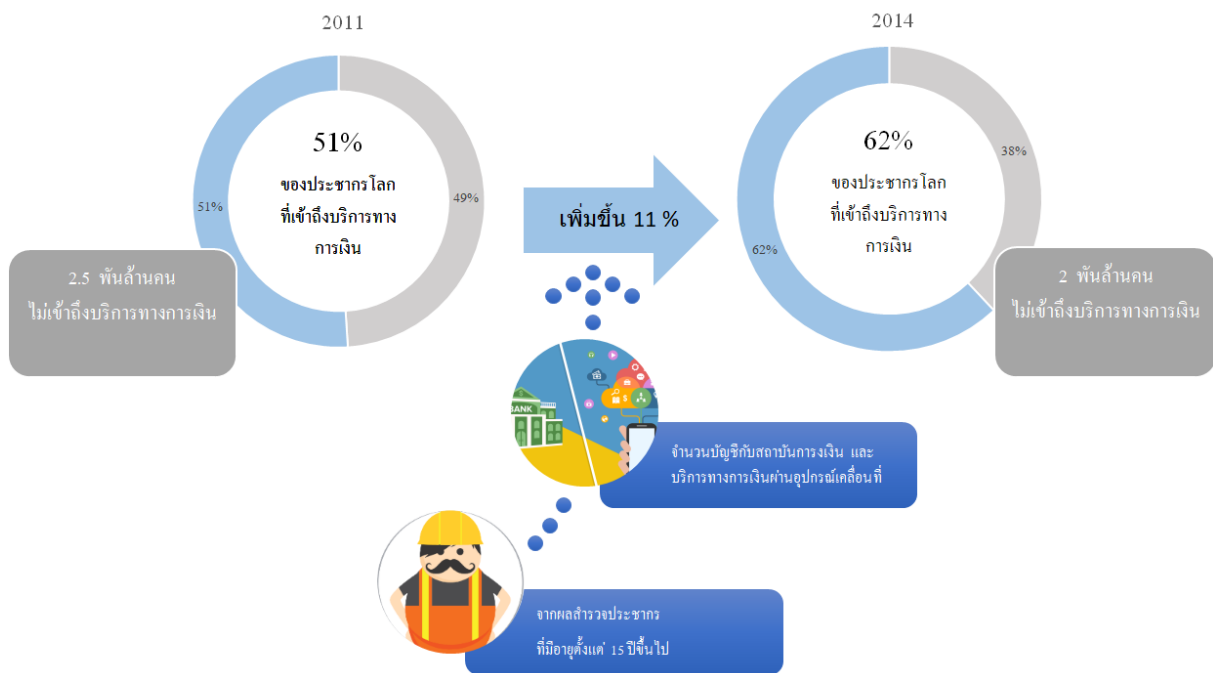 2011
51%
ของประชากรโลก
ที่เข้าถึงบริการทาง
การเงิน
51%
49%
2.5 พันล้านคน
ไม่เข้าถึงบริการทางการเงิน
เพิ่มขึ้น 11 %
2014
62%
ของประชากรโลก
ที่เข้าถึงบริการทาง
การเงิน
62%
38%
2 พันล้านคน
ไม่เข้าถึงบริการทางการเงิน
BANK
$
จำนวนบัญชีกับสถาบันการงเงิน และ
บริการทางการเงินผ่านอุปกรณ์เคลื่อนที่
จากผลสำรวจประชากร
ที่มีอายุตั้งแต่ 15 ปีขึ้นไป